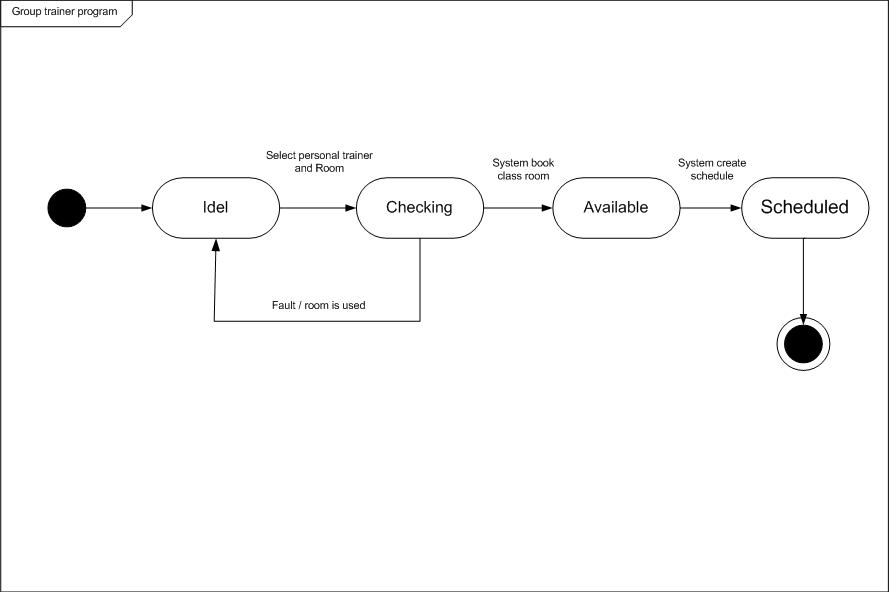 Group trainer program
Select personal trainer
and Room
System book
class room
System create
schedule
Idel
Checking
Available
Scheduled
Fault / room is used